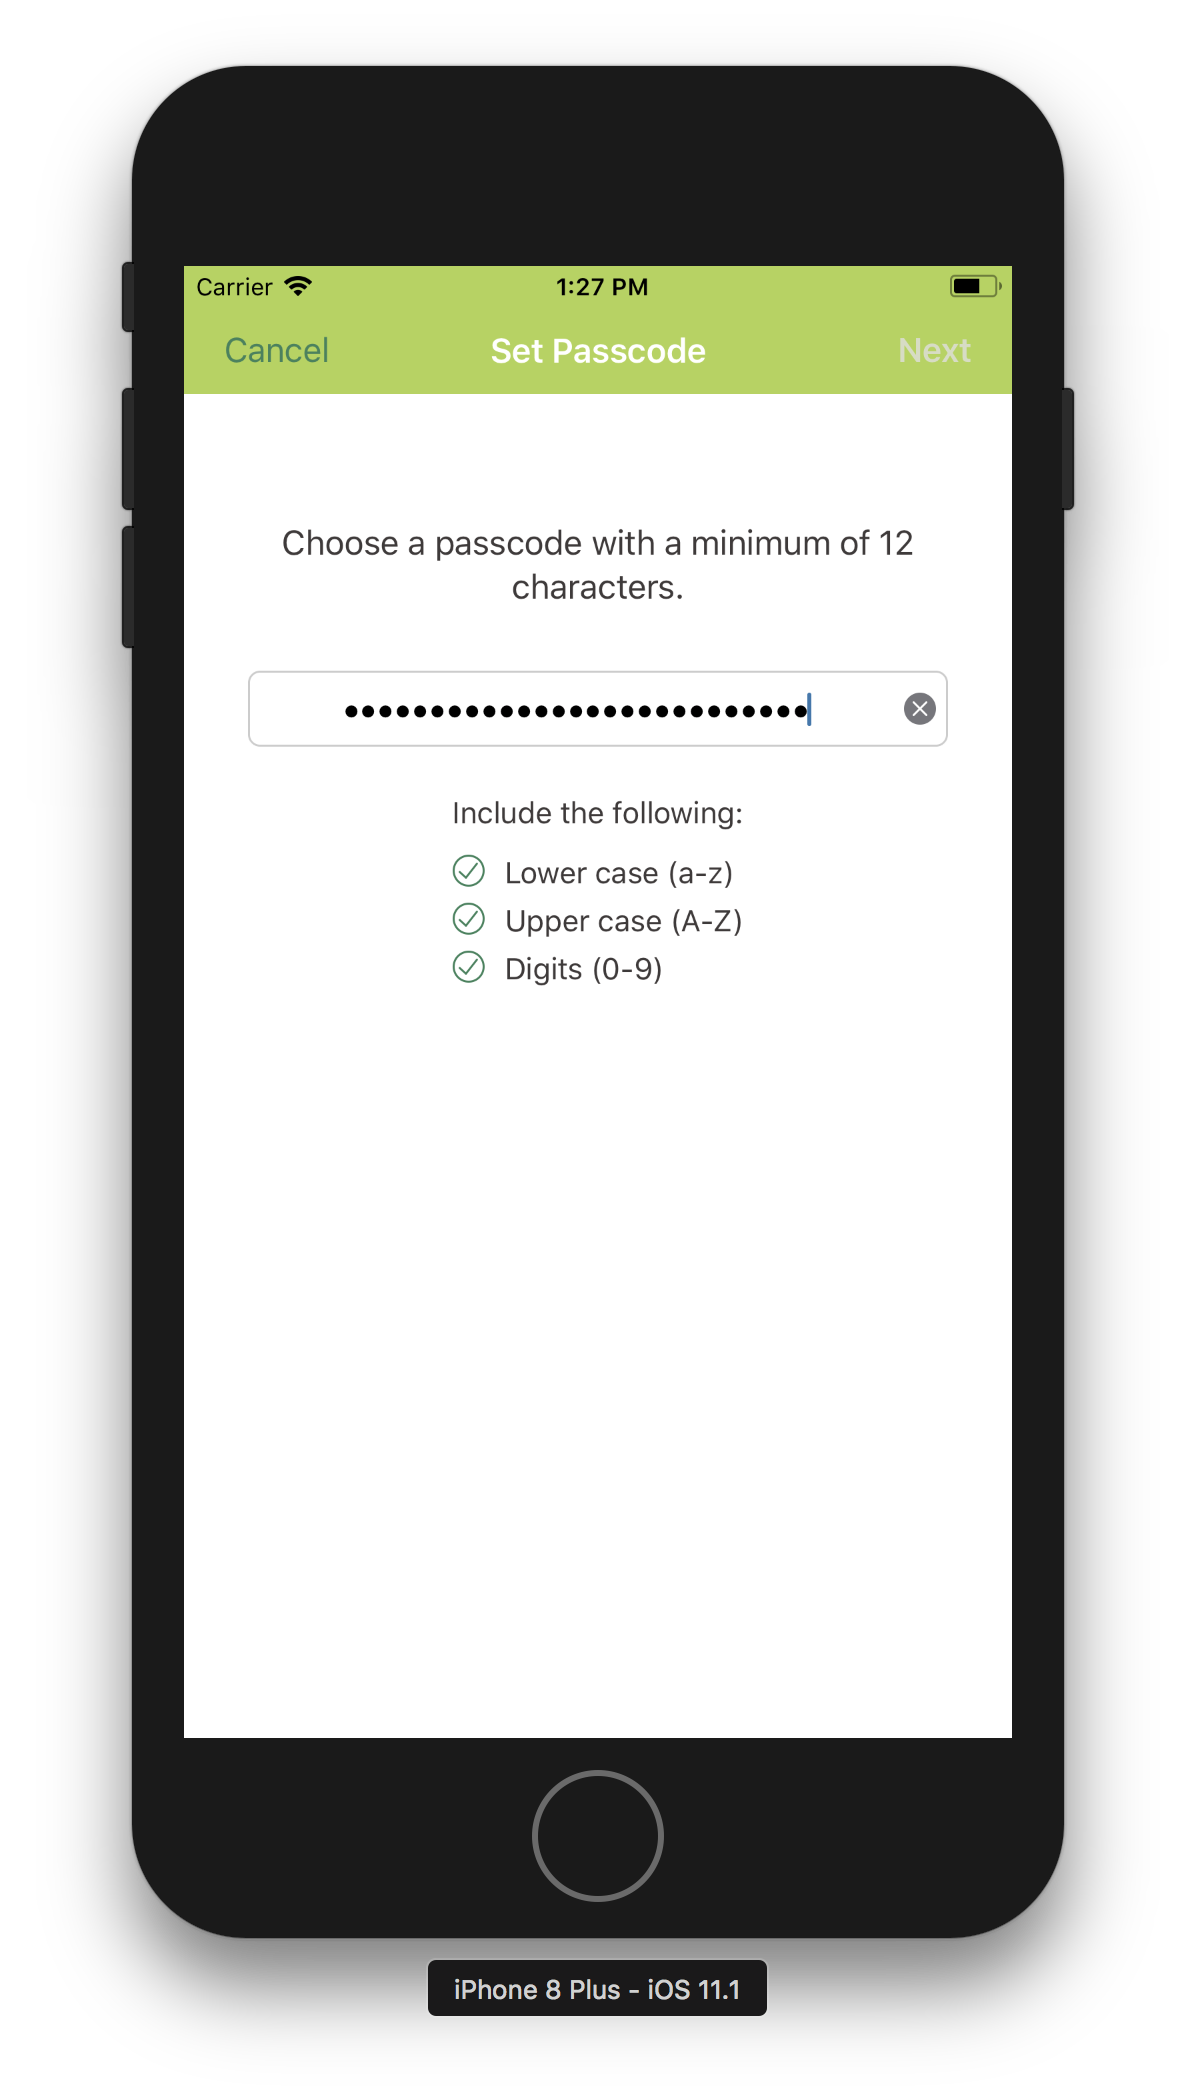 Carrier 1:27 PM
Cancel Set Passcode Next
Choose a passcode with a minimum of 12
characters.
●●●●●●●●●●●●●●●●●●●●●●●●●●●
Include the following:
Lower case (a-z)
Upper case (A-Z)
Digits (0-9)
iPhone 8 Plus - iOS 11.1